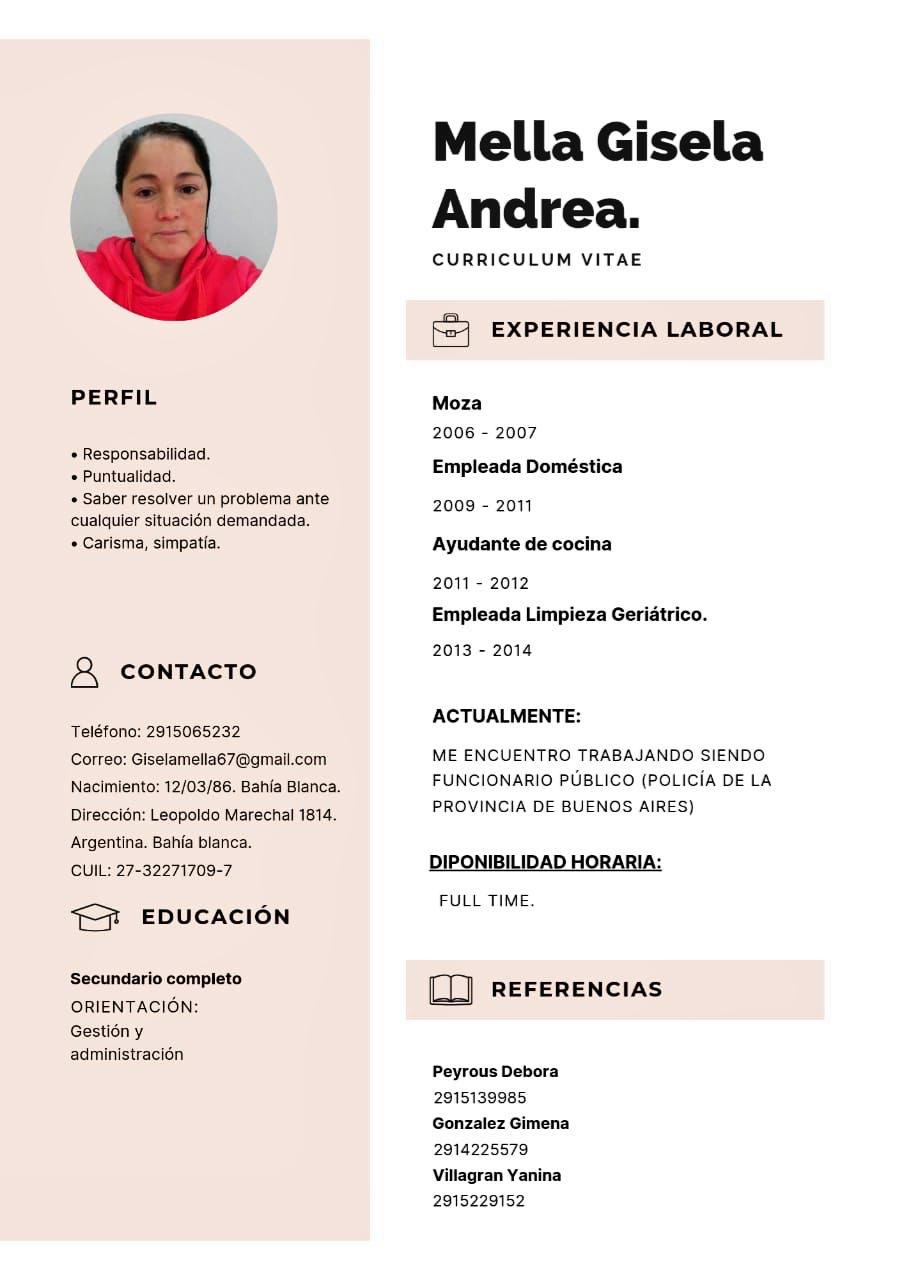 PERFIL
• Responsabilidad.
• Puntualidad.
• Saber resolver un problema ante
cualquier situación demandada.
• Carisma, simpatía.
CONTACTO
Teléfono: 2915065232
Correo: Giselamella67@gmail.com
Nacimiento: 12/03/86. Bahía Blanca.
Dirección: Leopoldo Marechal 1814.
Argentina. Bahía blanca.
CUIL: 27-32271709-7
EDUCACIÓN
Secundario completo
ORIENTACIÓN:
Gestión y
administración
Mella Gisela
Andrea.
CURRICULUM VITAE
EXPERIENCIA LABORAL
Moza
2006 - 2007
Empleada Doméstica
2009 - 2011
Ayudante de cocina
2011 - 2012
Empleada Limpieza Geriátrico.
2013 - 2014
ACTUALMENTE:
ME ENCUENTRO TRABAJANDO SIENDO
FUNCIONARIO PÚBLICO (POLICÍA DE LA
PROVINCIA DE BUENOS AIRES)
DIPONIBILIDAD HORARIA:
FULL TIME.
REFERENCIAS
Peyrous Debora
2915139985
Gonzalez Gimena
2914225579
Villagran Yanina
2915229152